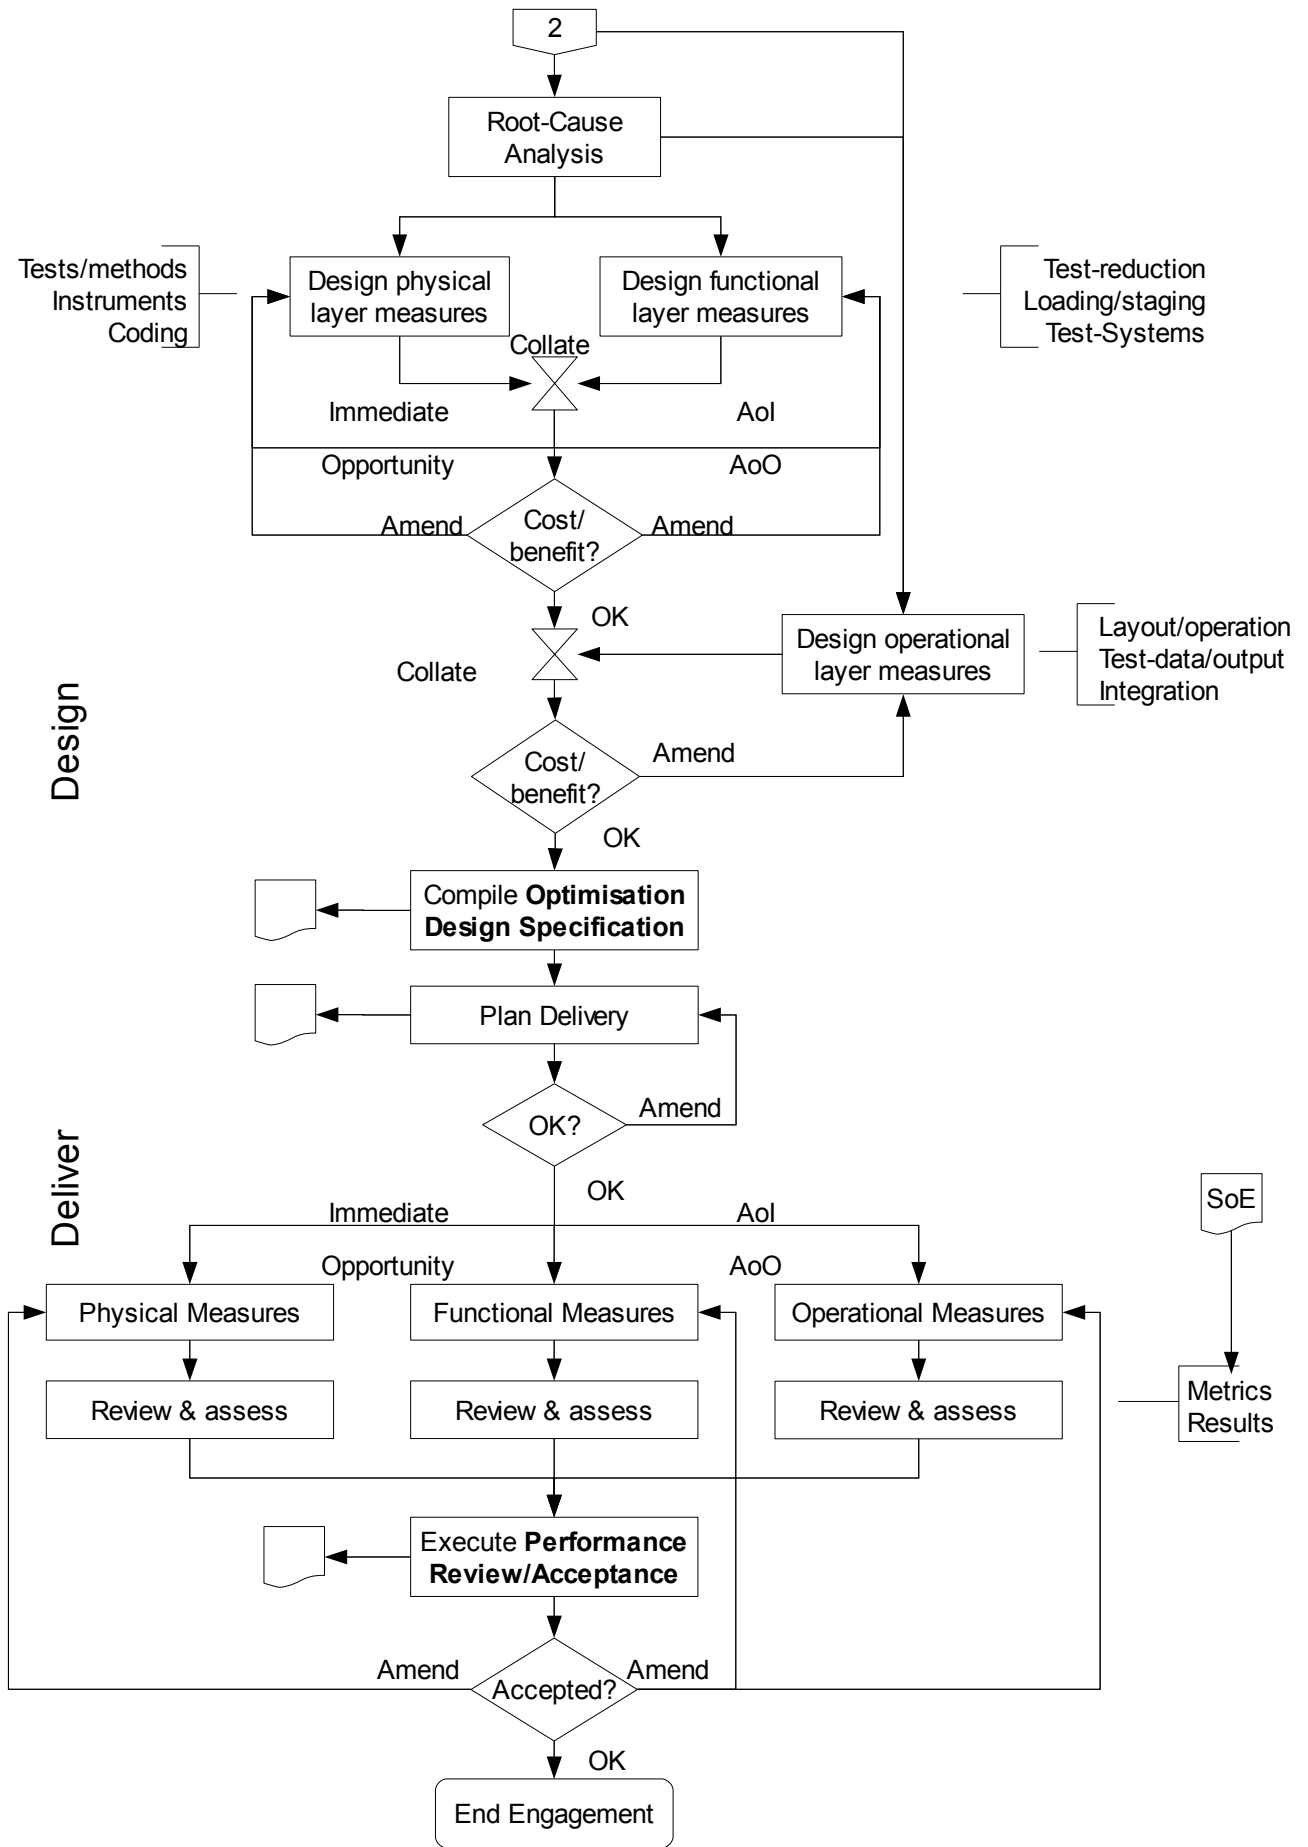 2
Root-Cause
Analysis
Tests/methods
Instruments
Coding
Design physical
layer measures
Design functional
layer measures
Test-reduction
Loading/staging
Test-Systems
Collate
Immediate
AoI
Opportunity
AoO
Amend
Cost/
benefit?
Amend
OK
Design operational
layer measures
Layout/operation
Test-data/output
Integration
Collate
Design
Cost/
benefit?
Amend
OK
Compile Optimisation
Design Specification
Plan Delivery
OK?
Amend
Deliver
OK
Immediate
AoI
SoE
Opportunity
AoO
Physical Measures
Functional Measures
Operational Measures
Review & assess
Review & assess
Review & assess
Metrics
Results
Execute Performance
Review/Acceptance
Amend
Accepted?
Amend
OK
End Engagement